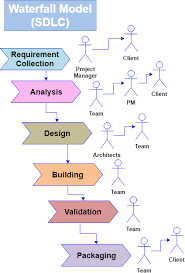 Waterfall Model
(SDLC)
Requirement
Collection
Project
Manager
Client
Analysis
Team
PM
Client
Design
Architects
Team
Building
Team
Validation
Team
Packaging
Team
Client